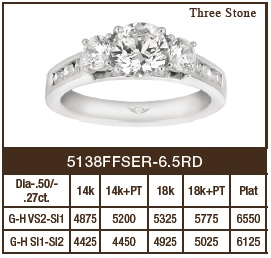 Three Stone
5138FFSER-6.5RD
Dia-.50/-.27ct. 14k 14k+PT 18k 18k+PT Plat
G-H VS2-SI1 4875 5200 5325 5775 6550
G-H SI1-SI2 4425 4450 4925 5025 6125